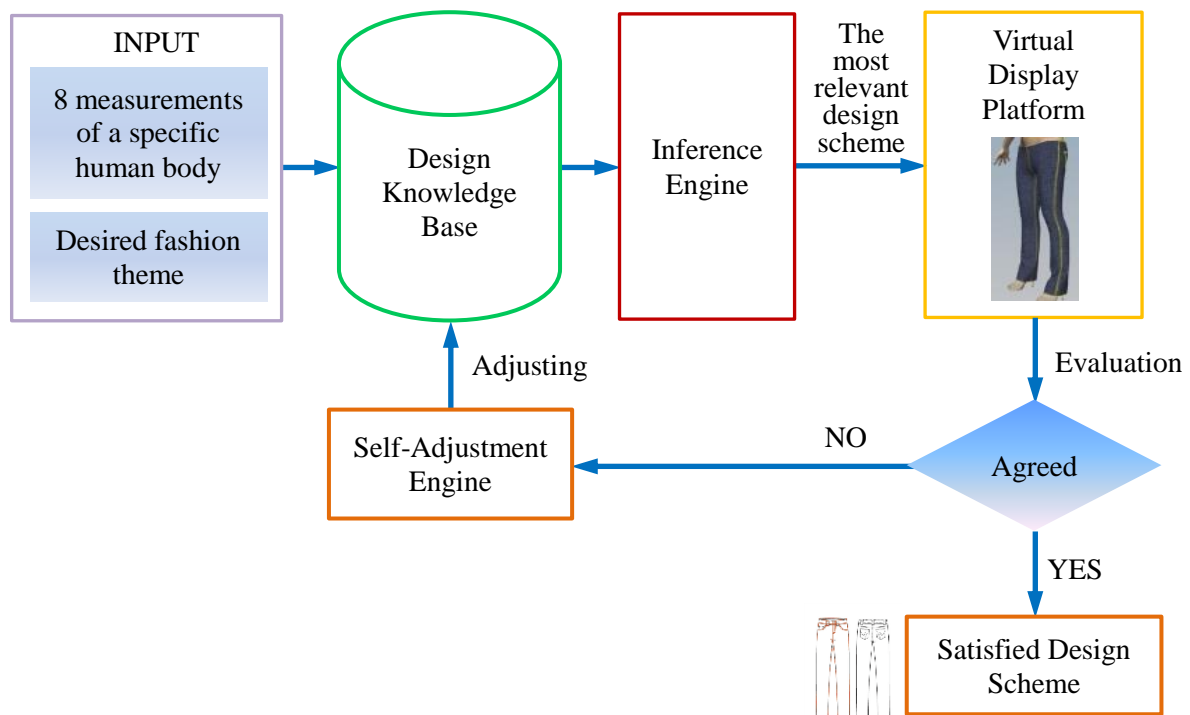 INPUT
8 measurements
of a specific
human body
Desired fashion
theme
Design
Knowledge
Base
Inference
Engine
The
most
relevant
design
scheme
Virtual
Display
Platform
Evaluation
Agreed
NO
Self-Adjustment
Engine
Adjusting
YES
Satisfied Design
Scheme